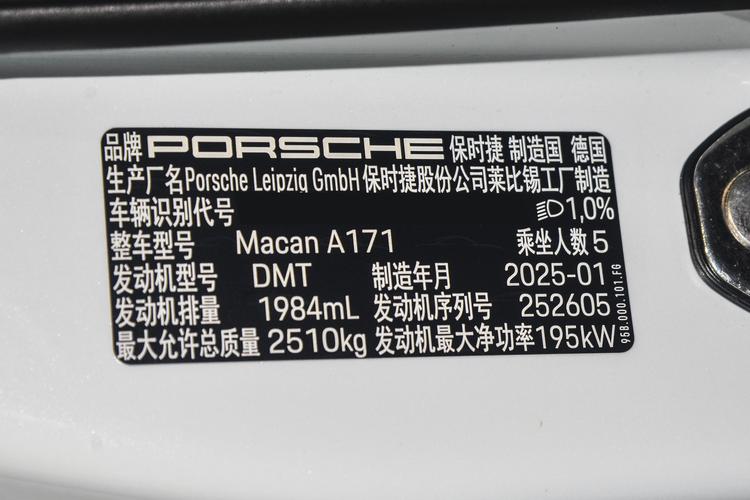 品牌 PORSCHE 保时捷 制造国 德国
生产厂名Porsche Leipzig GmbH保时捷股份公司莱比锡工厂制造
车辆识别代号 1,0%
整车型号 Macan A171 乘坐人数5
发动机型号 DMT 制造年月 2025-01
发动机排量 1984mL 发动机序列号 252605
最大允许总质量 2510kg 发动机最大净功率195kW
95B.000.101.FG